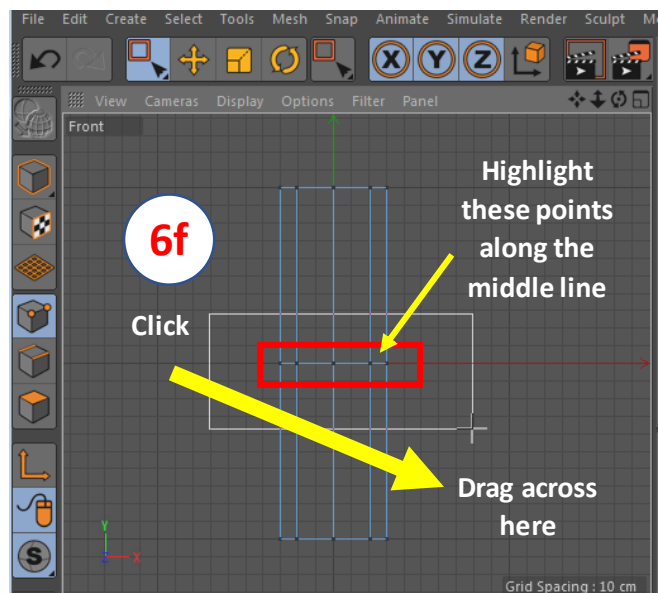 File Edit Create Select Tools Mesh Snap Animate Simulate Render Sculpt
X Y Z
View Cameras Display Options Filter Panel
Front
Highlight
these points
along the
middle line
6f
Click
Drag across
here
Y
Z X
S
Grid Spacing : 10 cm